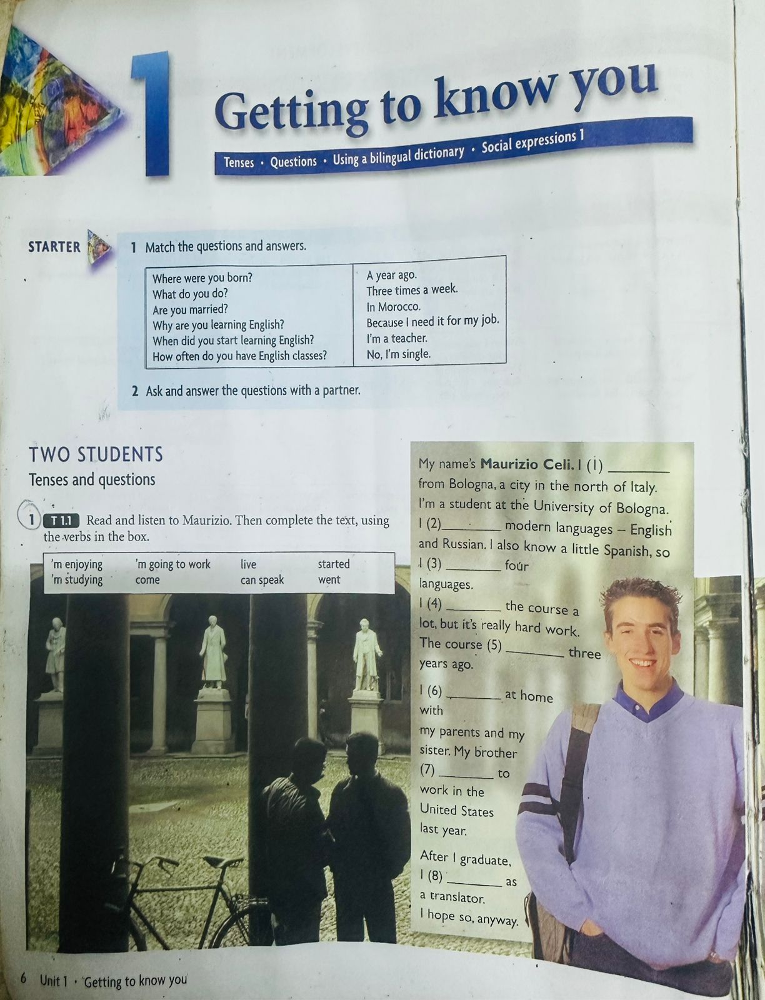 1
Getting to know you
Tenses • Questions • Using a bilingual dictionary • Social expressions 1
STARTER
1 Match the questions and answers.
Where were you born?
What do you do?
Are you married?
Why are you learning English?
When did you start learning English?
How often do you have English classes?
A year ago.
Three times a week.
In Morocco.
Because I need it for my job.
I'm a teacher.
No, I'm single.
2 Ask and answer the questions with a partner.
TWO STUDENTS
Tenses and questions
1 T 1.1 Read and listen to Maurizio. Then complete the text, using
the verbs in the box.
'm enjoying 'm going to work live started
'm studying come can speak went
My name's Maurizio Celi. I (1) ________
from Bologna, a city in the north of Italy.
I'm a student at the University of Bologna.
I (2)________ modern languages – English
and Russian. I also know a little Spanish, so
I (3) ________ four
languages.
I (4) ________ the course a
lot, but it's really hard work.
The course (5) ________ three
years ago.
I (6) ________ at home
with
my parents and my
sister. My brother
(7) ________ to
work in the
United States
last year.
After I graduate,
I (8) ________ as
a translator.
I hope so, anyway.
6 Unit 1 • Getting to know you